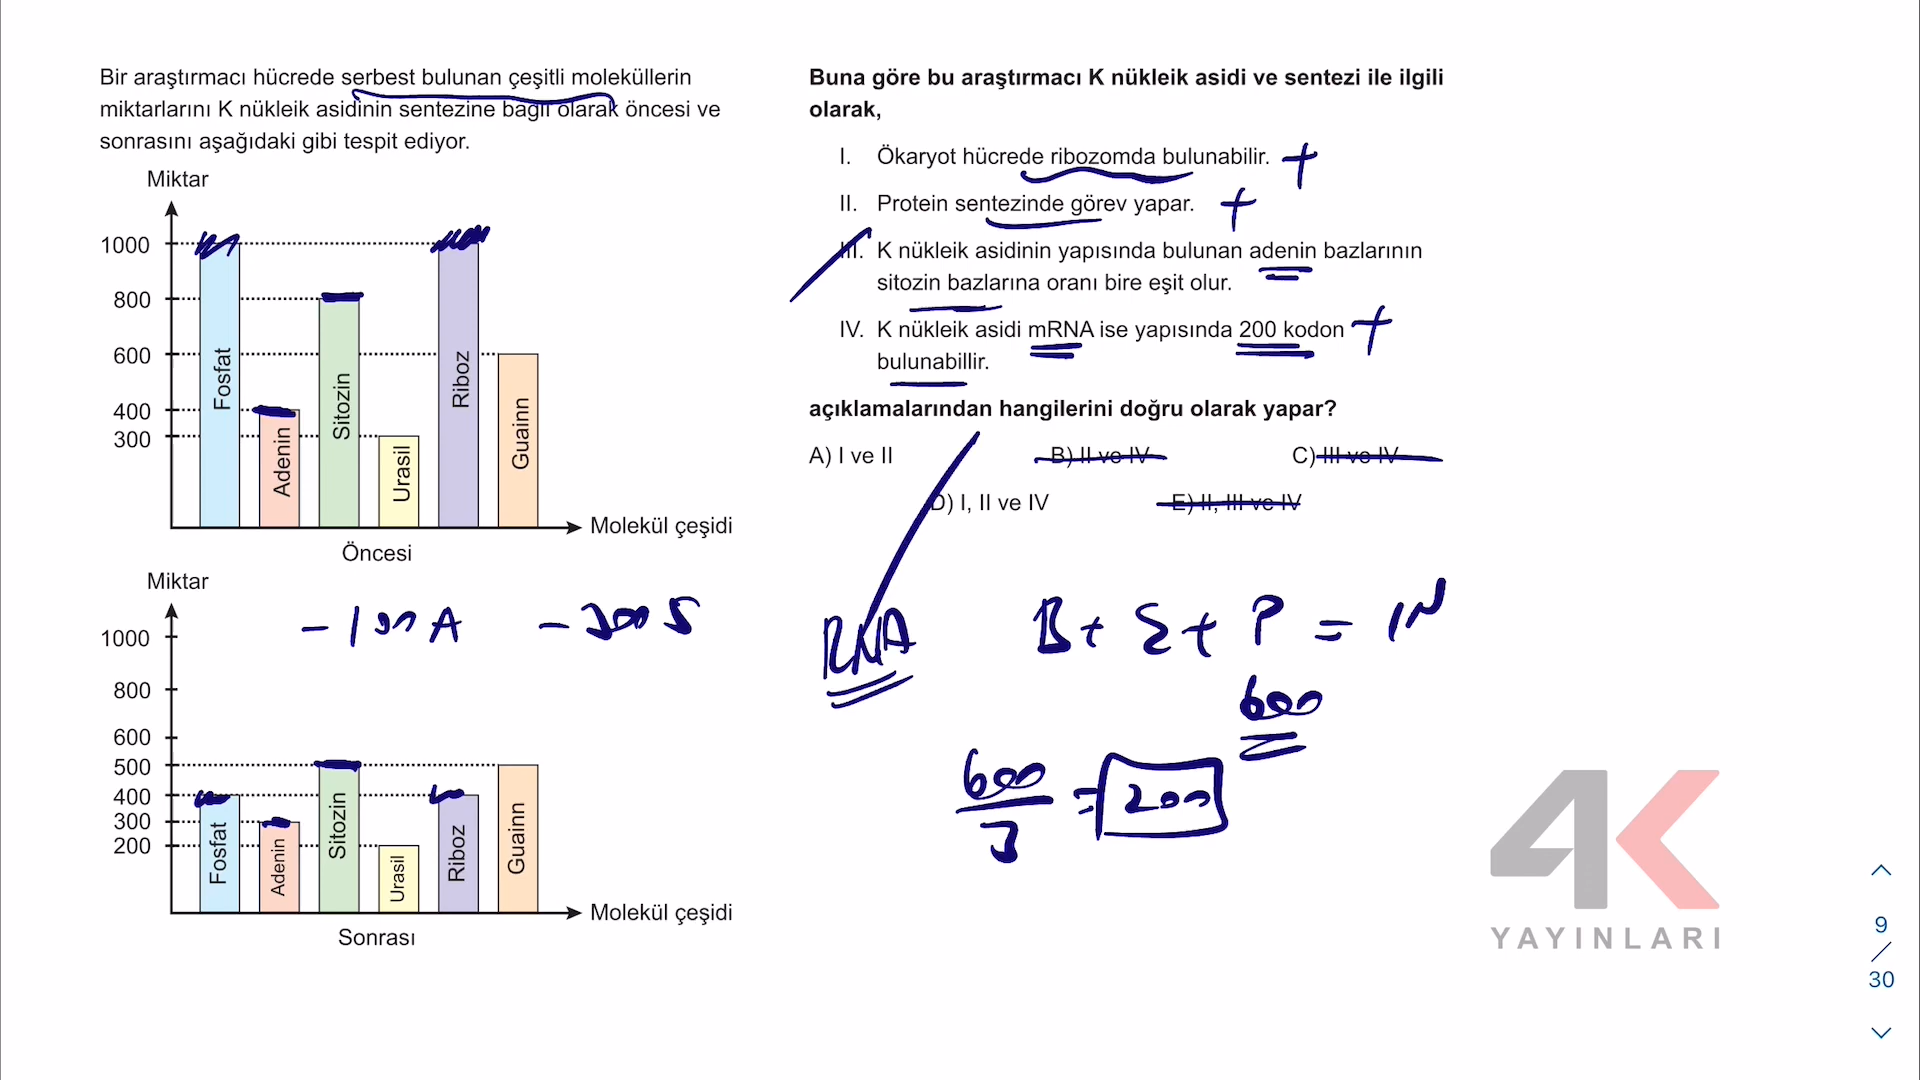 Bir araştırmacı hücrede serbest bulunan çeşitli moleküllerin
miktarlarını K nükleik asidinin sentezine bağlı olarak öncesi ve
sonrasını aşağıdaki gibi tespit ediyor.
Miktar
1000
800
600
400
300
Fosfat
Adenin
Sitozin
Urasil
Riboz
Guainn
Molekül çeşidi
Öncesi
Miktar
- 100 A - 300 S
1000
800
600
500
400
300
200
Fosfat
Adenin
Sitozin
Urasil
Riboz
Guainn
Molekül çeşidi
Sonrası
Buna göre bu araştırmacı K nükleik asidi ve sentezi ile ilgili
olarak,
I. Ökaryot hücrede ribozomda bulunabilir. +
II. Protein sentezinde görev yapar. +
III. K nükleik asidinin yapısında bulunan adenin bazlarının
sitozin bazlarına oranı bire eşit olur.
IV. K nükleik asidi mRNA ise yapısında 200 kodon +
bulunabillir.
açıklamalarından hangilerini doğru olarak yapar?
A) I ve II B) II ve IV C) III ve IV
D) I, II ve IV E) II, III ve IV
RNA
B + Ş + P = 1N
600
600
3
= 200
4K
YAYINLARI
9
/
30